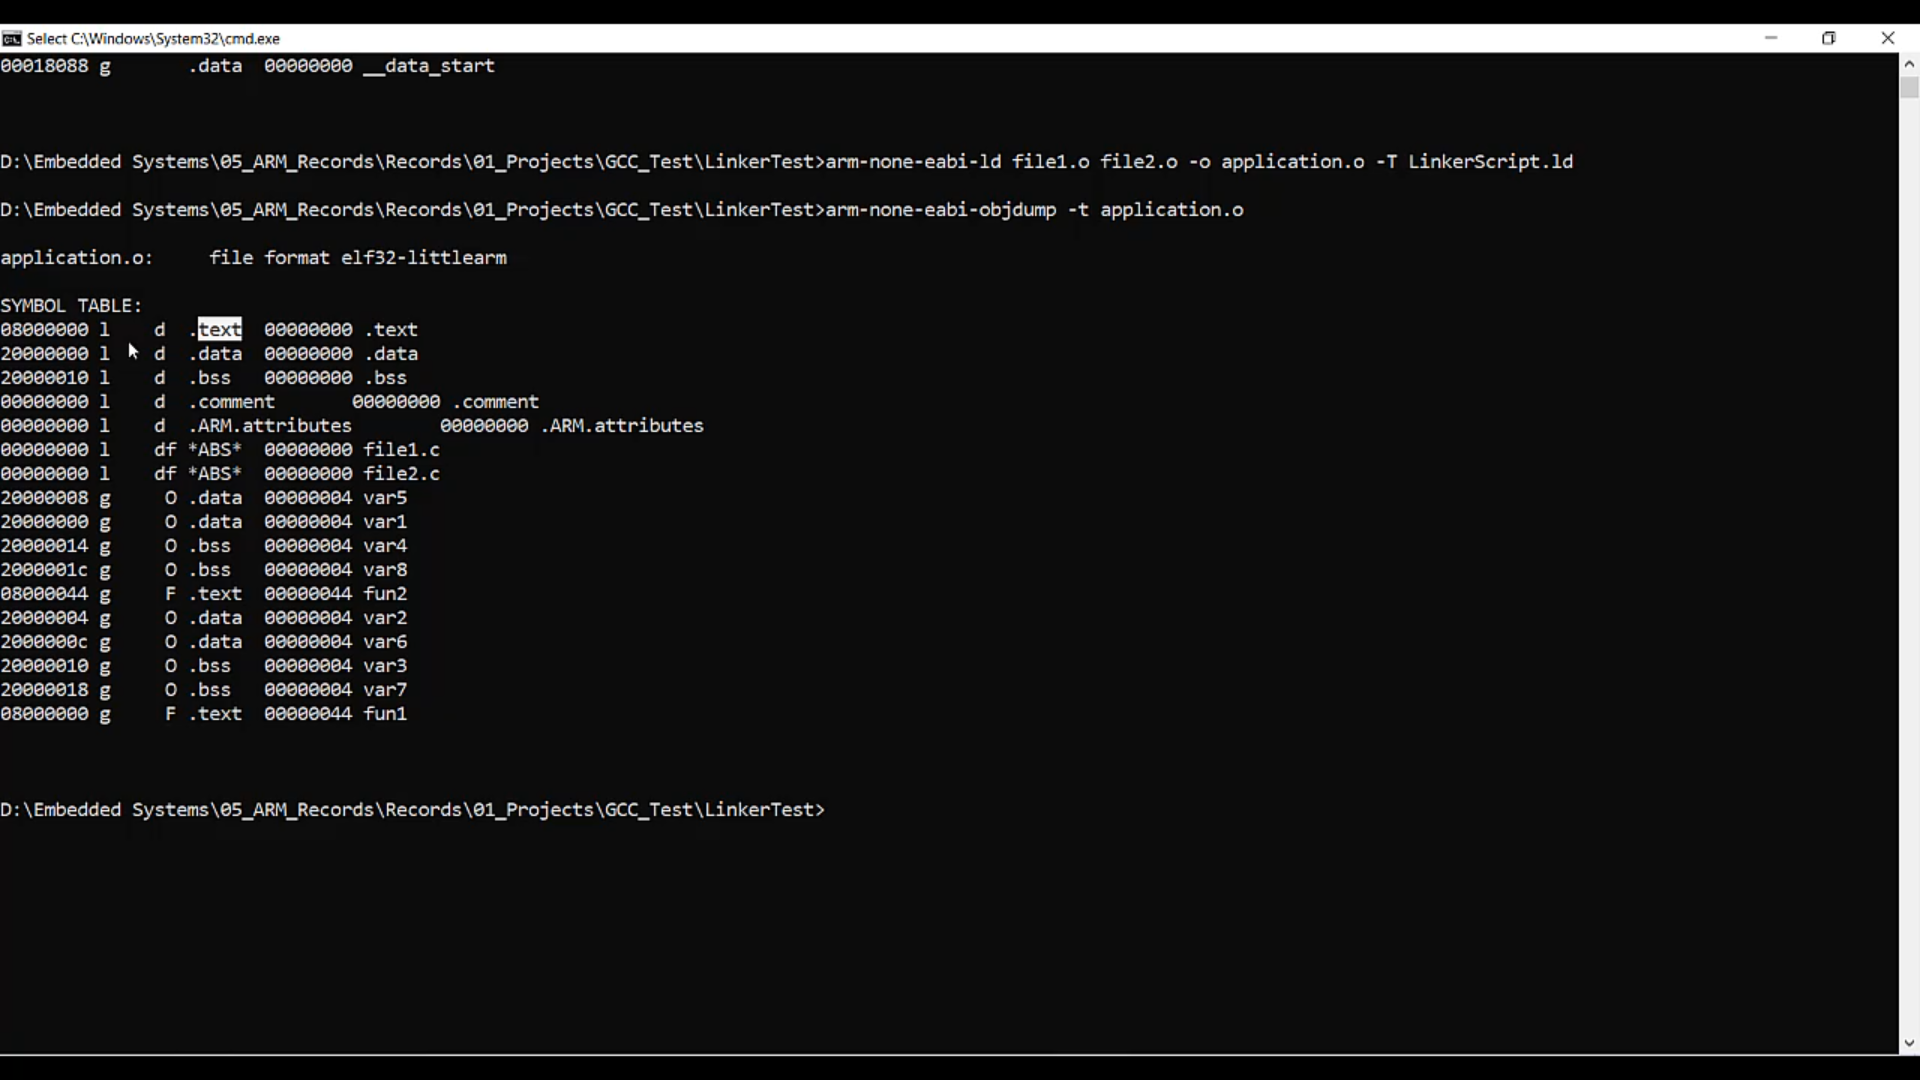 Select C:\Windows\System32\cmd.exe
00018088 g       .data  00000000 __data_start
D:\Embedded Systems\05_ARM_Records\Records\01_Projects\GCC_Test\LinkerTest>arm-none-eabi-ld file1.o file2.o -o application.o -T LinkerScript.ld
D:\Embedded Systems\05_ARM_Records\Records\01_Projects\GCC_Test\LinkerTest>arm-none-eabi-objdump -t application.o
application.o:     file format elf32-littlearm
SYMBOL TABLE:
08000000 l    d  .text  00000000 .text
20000000 l    d  .data  00000000 .data
20000010 l    d  .bss   00000000 .bss
00000000 l    d  .comment       00000000 .comment
00000000 l    d  .ARM.attributes        00000000 .ARM.attributes
00000000 l    df *ABS*  00000000 file1.c
00000000 l    df *ABS*  00000000 file2.c
20000008 g     O .data  00000004 var5
20000000 g     O .data  00000004 var1
20000014 g     O .bss   00000004 var4
2000001c g     O .bss   00000004 var8
08000044 g     F .text  00000044 fun2
20000004 g     O .data  00000004 var2
2000000c g     O .data  00000004 var6
20000010 g     O .bss   00000004 var3
20000018 g     O .bss   00000004 var7
08000000 g     F .text  00000044 fun1
D:\Embedded Systems\05_ARM_Records\Records\01_Projects\GCC_Test\LinkerTest>